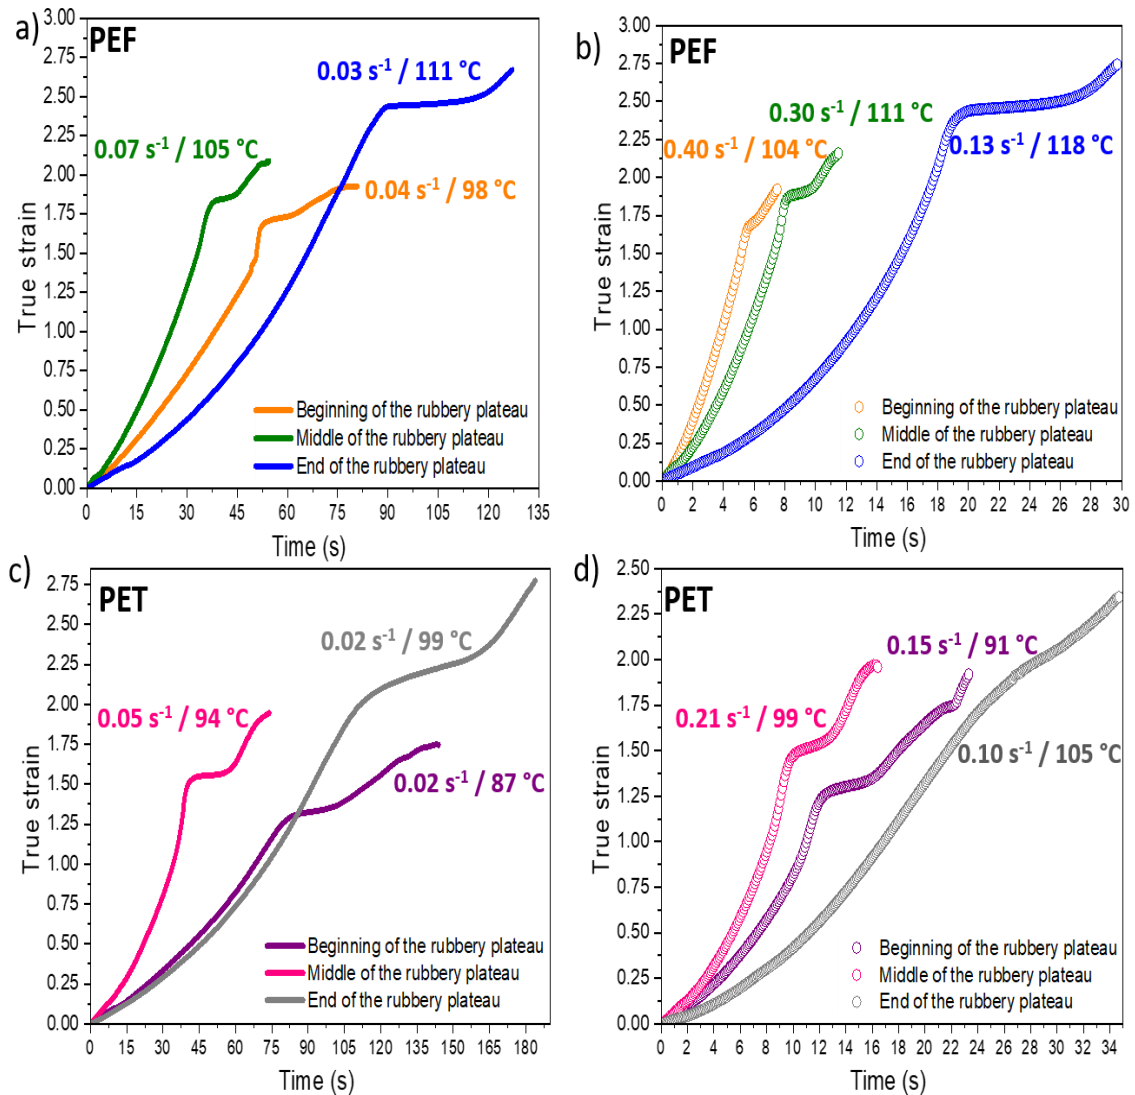 a)
PEF
3.00
2.75
2.50
2.25
2.00
1.75
1.50
1.25
1.00
0.75
0.50
0.25
0.00
True strain
0.03 s-1 / 111 °C
0.07 s-1 / 105 °C
0.04 s-1 / 98 °C
Beginning of the rubbery plateau
Middle of the rubbery plateau
End of the rubbery plateau
0 15 30 45 60 75 90 105 120 135
Time (s)
b)
PEF
3.00
2.75
2.50
2.25
2.00
1.75
1.50
1.25
1.00
0.75
0.50
0.25
0.00
True strain
0.30 s-1 / 111 °C
0.40 s-1 / 104 °C
0.13 s-1 / 118 °C
Beginning of the rubbery plateau
Middle of the rubbery plateau
End of the rubbery plateau
0 2 4 6 8 10 12 14 16 18 20 22 24 26 28 30
Time (s)
c)
PET
2.75
2.50
2.25
2.00
1.75
1.50
1.25
1.00
0.75
0.50
0.25
0.00
True strain
0.02 s-1 / 99 °C
0.05 s-1 / 94 °C
0.02 s-1 / 87 °C
Beginning of the rubbery plateau
Middle of the rubbery plateau
End of the rubbery plateau
0 15 30 45 60 75 90 105 120 135 150 165 180
Time (s)
d)
PET
2.50
2.25
2.00
1.75
1.50
1.25
1.00
0.75
0.50
0.25
0.00
True strain
0.15 s-1 / 91 °C
0.21 s-1 / 99 °C
0.10 s-1 / 105 °C
Beginning of the rubbery plateau
Middle of the rubbery plateau
End of the rubbery plateau
0 2 4 6 8 10 12 14 16 18 20 22 24 26 28 30 32 34
Time (s)